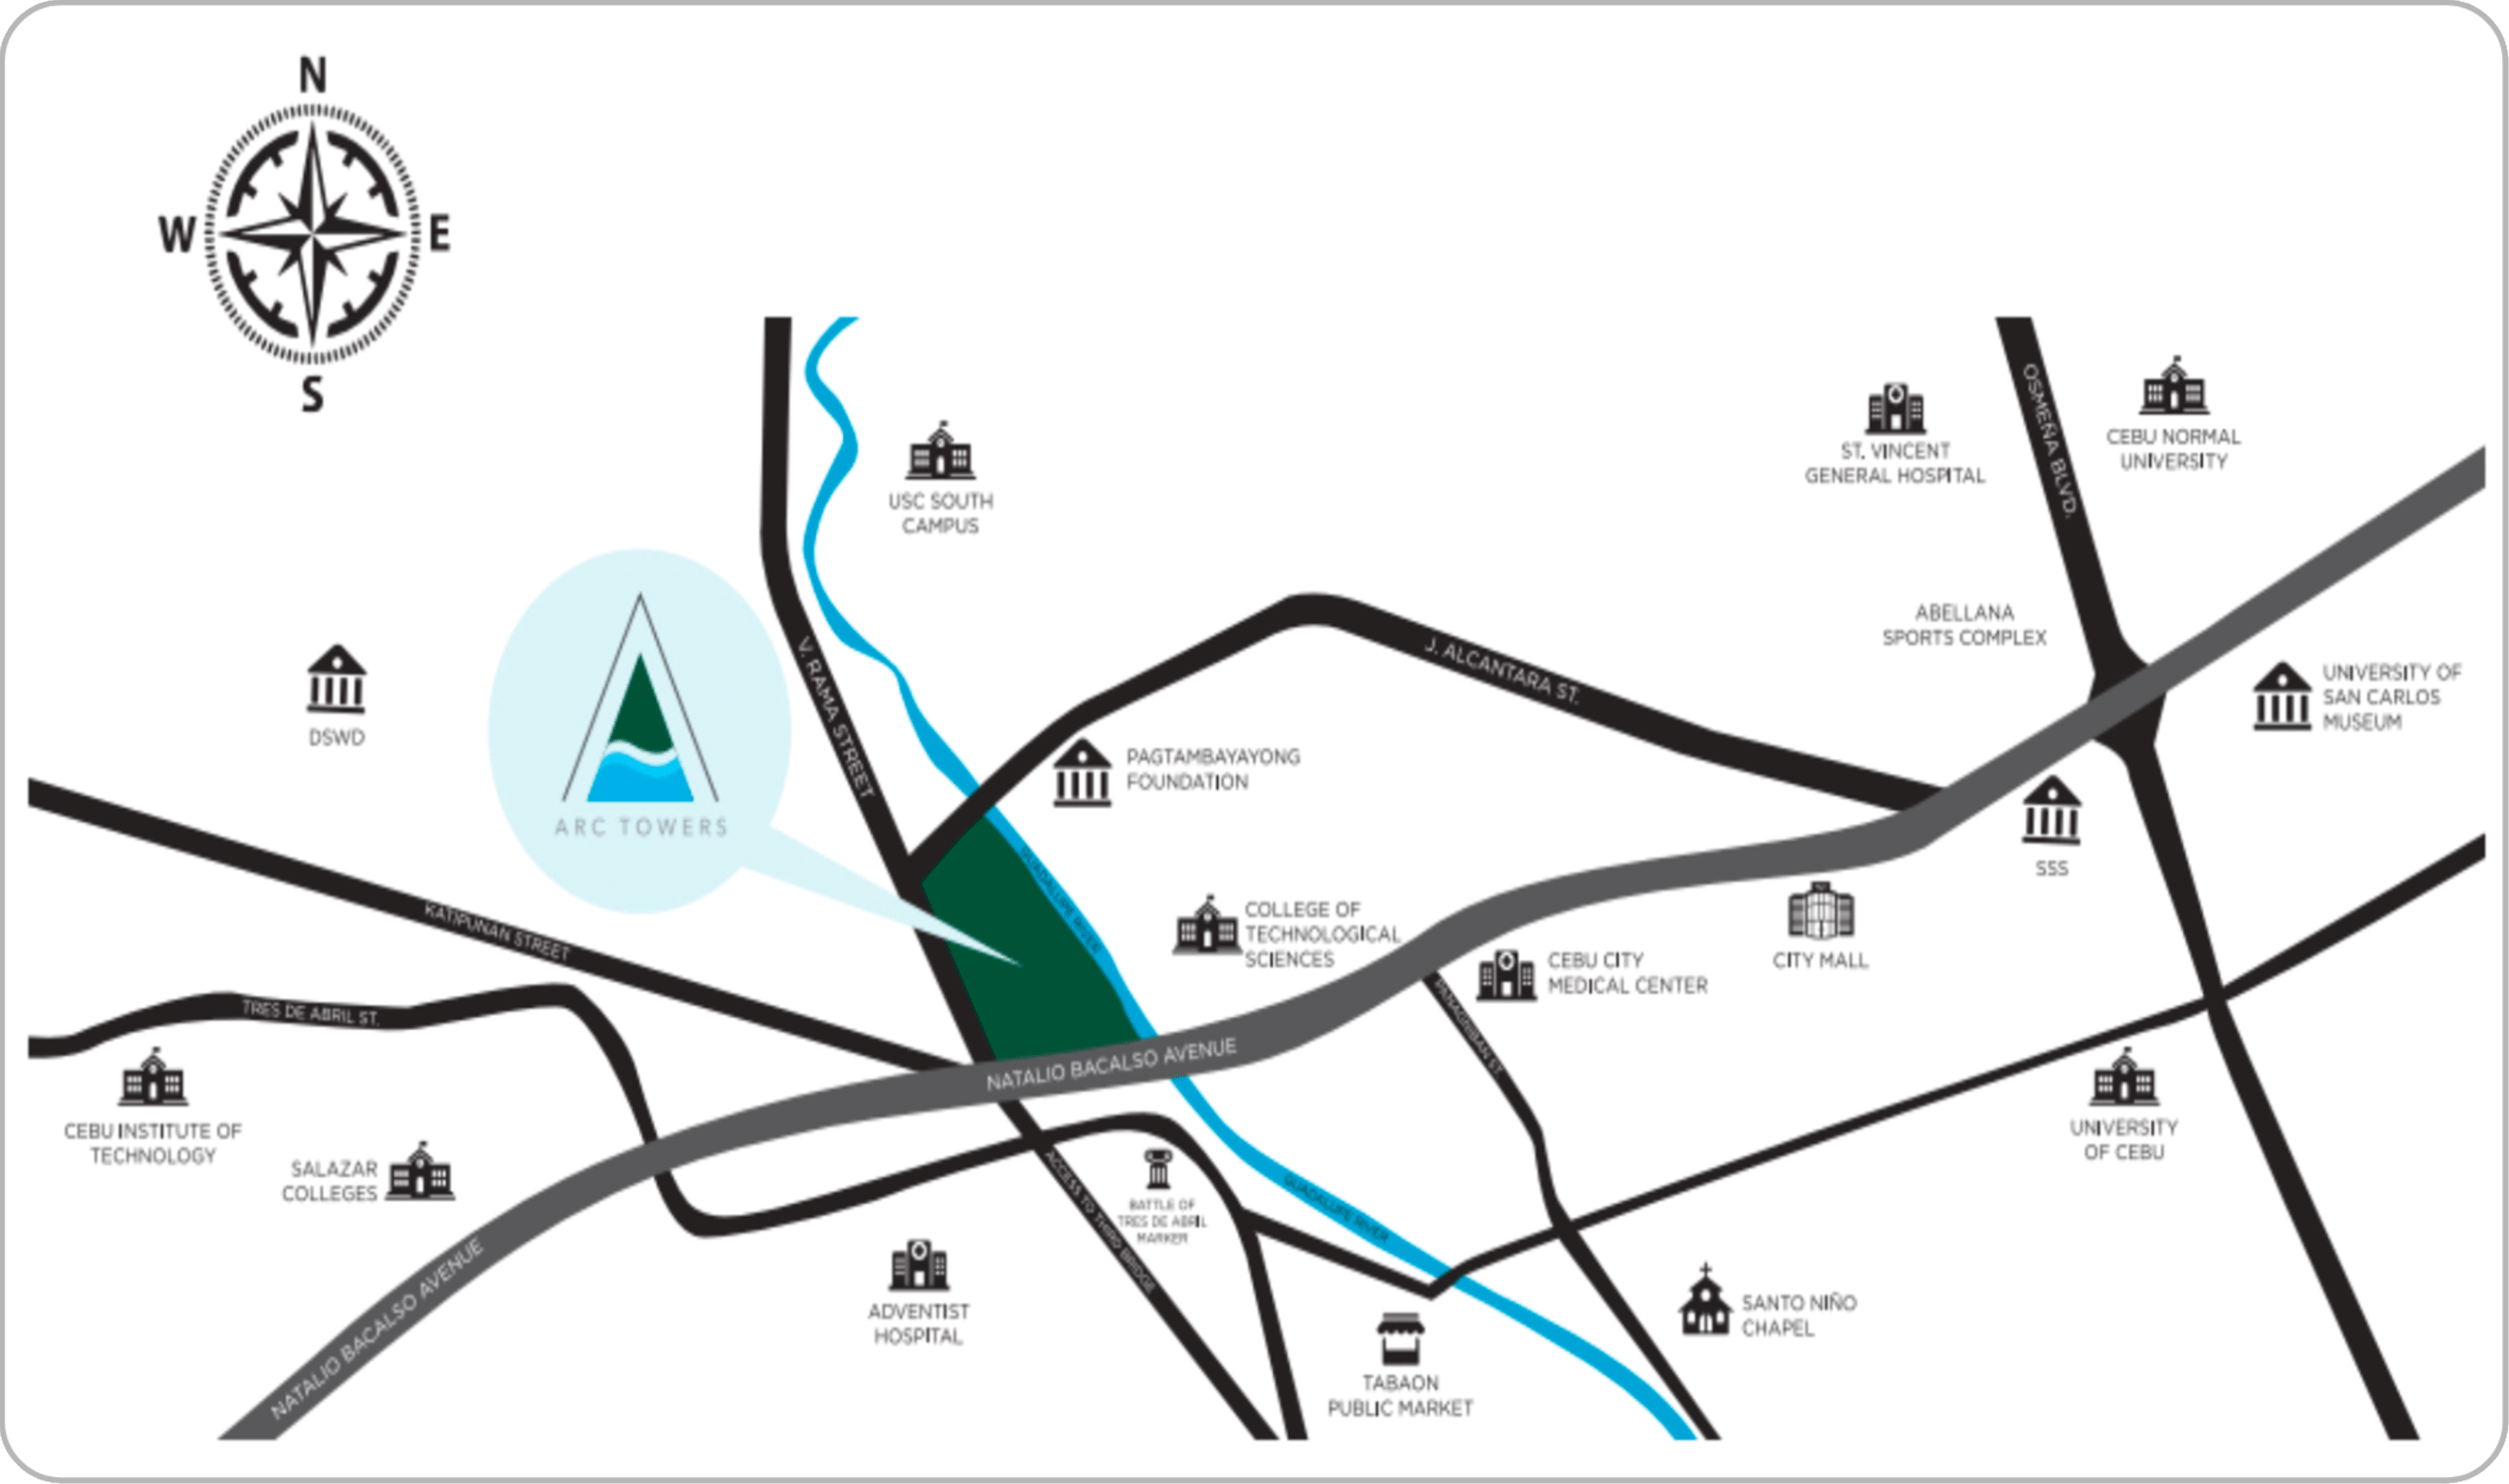 N
W
E
S
OSMEÑA BLVD.
CEBU NORMAL
UNIVERSITY
ST. VINCENT
GENERAL HOSPITAL
USC SOUTH
CAMPUS
ABELLANA
SPORTS COMPLEX
V. RAMA STREET
J. ALCANTARA ST.
UNIVERSITY OF
SAN CARLOS
MUSEUM
DSWD
PAGTAMBAYAYONG
FOUNDATION
ARC TOWERS
SSS
GUADALUPE RIVER
KATIPUNAN STREET
COLLEGE OF
TECHNOLOGICAL
SCIENCES
CEBU CITY
MEDICAL CENTER
CITY MALL
TRES DE ABRIL ST.
PANAGNIBAN ST.
NATALIO BACALSO AVENUE
CEBU INSTITUTE OF
TECHNOLOGY
SALAZAR
COLLEGES
UNIVERSITY
OF CEBU
ACCESS TO THIRD BRIDGE
BATTLE OF
TRES DE ABRIL
MARKER
GUADALUPE RIVER
NATALIO BACALSO AVENUE
ADVENTIST
HOSPITAL
SANTO NIÑO
CHAPEL
TABAON
PUBLIC MARKET